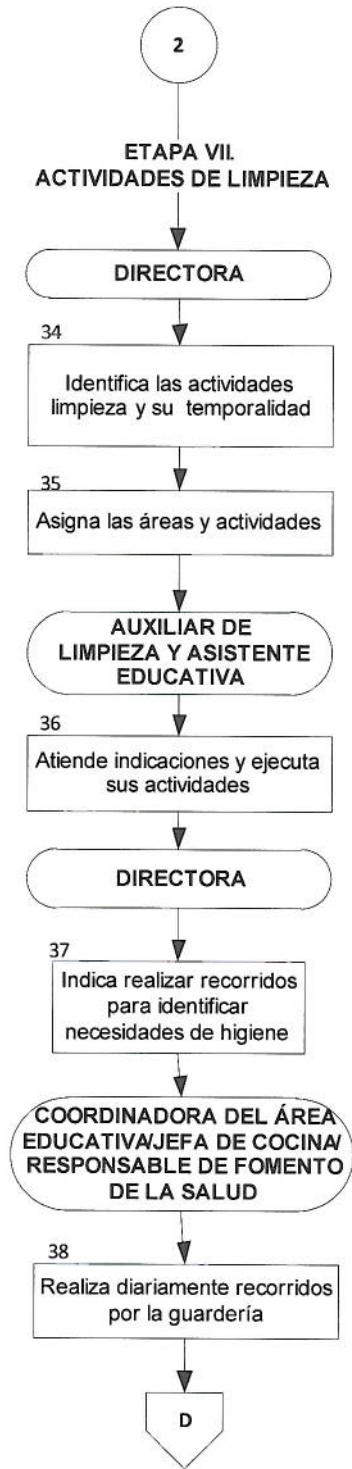 2
ETAPA VII.
ACTIVIDADES DE LIMPIEZA
DIRECTORA
34
Identifica las actividades
limpieza y su temporalidad
35
Asigna las áreas y actividades
AUXILIAR DE
LIMPIEZA Y ASISTENTE
EDUCATIVA
36
Atiende indicaciones y ejecuta
sus actividades
DIRECTORA
37
Indica realizar recorridos
para identificar
necesidades de higiene
COORDINADORA DEL ÁREA
EDUCATIVA/JEFA DE COCINA/
RESPONSABLE DE FOMENTO
DE LA SALUD
38
Realiza diariamente recorridos
por la guardería
D